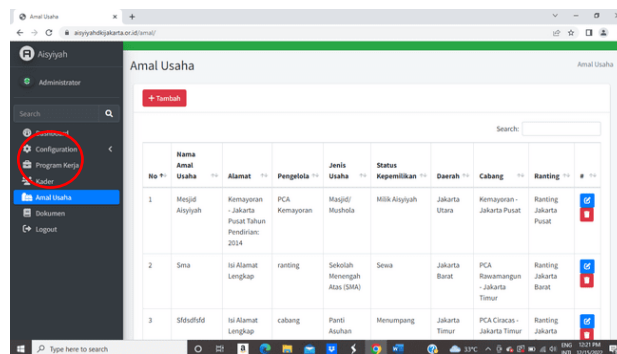 Amal Usaha
aisyiyahdkijakarta.or.id/amal/
Aisyiyah
Administrator
Search
Dashboard
Configuration
Program Kerja
Kader
Amal Usaha
Dokumen
Logout
Amal Usaha
Amal Usaha
+ Tambah
Search:
No Nama Amal Usaha Alamat Pengelola Jenis Usaha Status Kepemilikan Daerah Cabang Ranting #
1 Mesjid Aisyiyah Kemayoran - Jakarta Pusat Tahun Pendirian: 2014 PCA Kemayoran Masjid/ Mushola Milik Aisyiyah Jakarta Utara Kemayoran - Jakarta Pusat Ranting Jakarta Pusat
2 Sma Isi Alamat Lengkap ranting Sekolah Menengah Atas (SMA) Sewa Jakarta Barat PCA Rawamangun - Jakarta Timur Ranting Jakarta Barat
3 Sfdsdfsfd Isi Alamat Lengkap cabang Panti Asuhan Menumpang Jakarta Timur PCA Ciracas - Jakarta Timur Ranting Jakarta
Type here to search
33°C
ENG
INTL
12:21 PM
12/15/2022